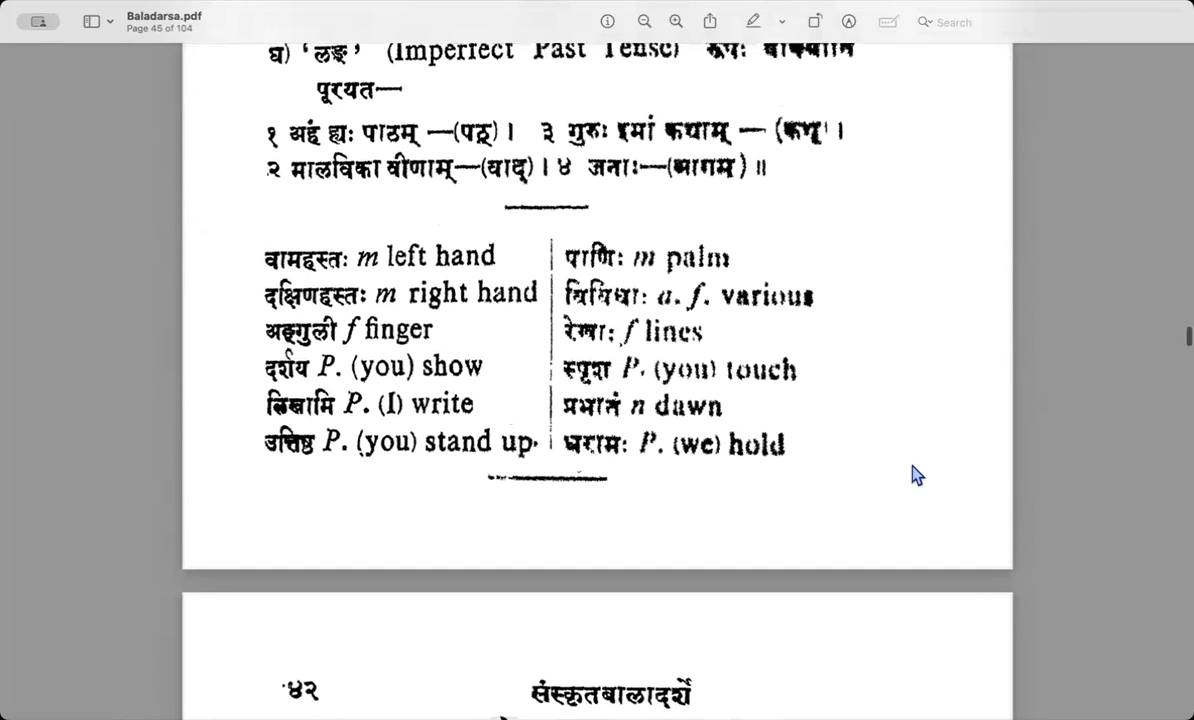 Baladarsa.pdf
Page 45 of 104
Search
घ) ‘लङ्’ (Imperfect Past Tense) रूपैः वाक्यानि
पूरयत—
१ अहं ह्यः पाठम् —(पठ्) । ३ गुरुः इमां कथाम् — (कथ्) ।
२ मालविका वीणाम्—(वाद्) । ४ जनाः—(आगम्) ॥
वामहस्तः m left hand
दक्षिणहस्तः m right hand
अङ्गुली f finger
दर्शय P. (you) show
लिखामि P. (I) write
उत्तिष्ठ P. (you) stand up.
पाणिः m palm
विविधाः a. f. various
रेखाः f lines
स्पृश P. (you) touch
प्रभातं n dawn
धरामः P. (we) hold
४२ संस्कृतबालादर्शे